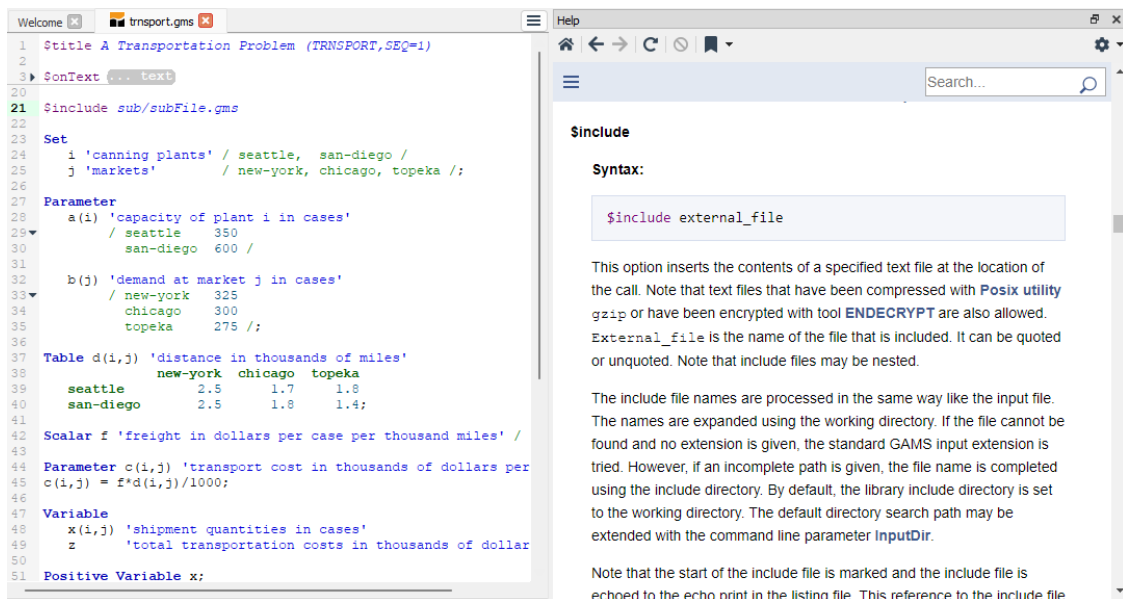 Welcome trnsport.gms
1 $title A Transportation Problem (TRNSPORT,SEQ=1)
2
3 $onText ... text
20
21 $include sub/subFile.gms
22
23 Set
24 i 'canning plants' / seattle, san-diego /
25 j 'markets' / new-york, chicago, topeka /;
26
27 Parameter
28 a(i) 'capacity of plant i in cases'
29 / seattle 350
30 san-diego 600 /
31
32 b(j) 'demand at market j in cases'
33 / new-york 325
34 chicago 300
35 topeka 275 /;
36
37 Table d(i,j) 'distance in thousands of miles'
38 new-york chicago topeka
39 seattle 2.5 1.7 1.8
40 san-diego 2.5 1.8 1.4;
41
42 Scalar f 'freight in dollars per case per thousand miles' /
43
44 Parameter c(i,j) 'transport cost in thousands of dollars per
45 c(i,j) = f*d(i,j)/1000;
46
47 Variable
48 x(i,j) 'shipment quantities in cases'
49 z 'total transportation costs in thousands of dollar
50
51 Positive Variable x;
Help
Search...
$include
Syntax:
$include external_file
This option inserts the contents of a specified text file at the location of
the call. Note that text files that have been compressed with Posix utility
gzip or have been encrypted with tool ENDECRYPT are also allowed.
External_file is the name of the file that is included. It can be quoted
or unquoted. Note that include files may be nested.
The include file names are processed in the same way like the input file.
The names are expanded using the working directory. If the file cannot be
found and no extension is given, the standard GAMS input extension is
tried. However, if an incomplete path is given, the file name is completed
using the include directory. By default, the library include directory is set
to the working directory. The default directory search path may be
extended with the command line parameter InputDir.
Note that the start of the include file is marked and the include file is
echoed to the echo print in the listing file. This reference to the include file